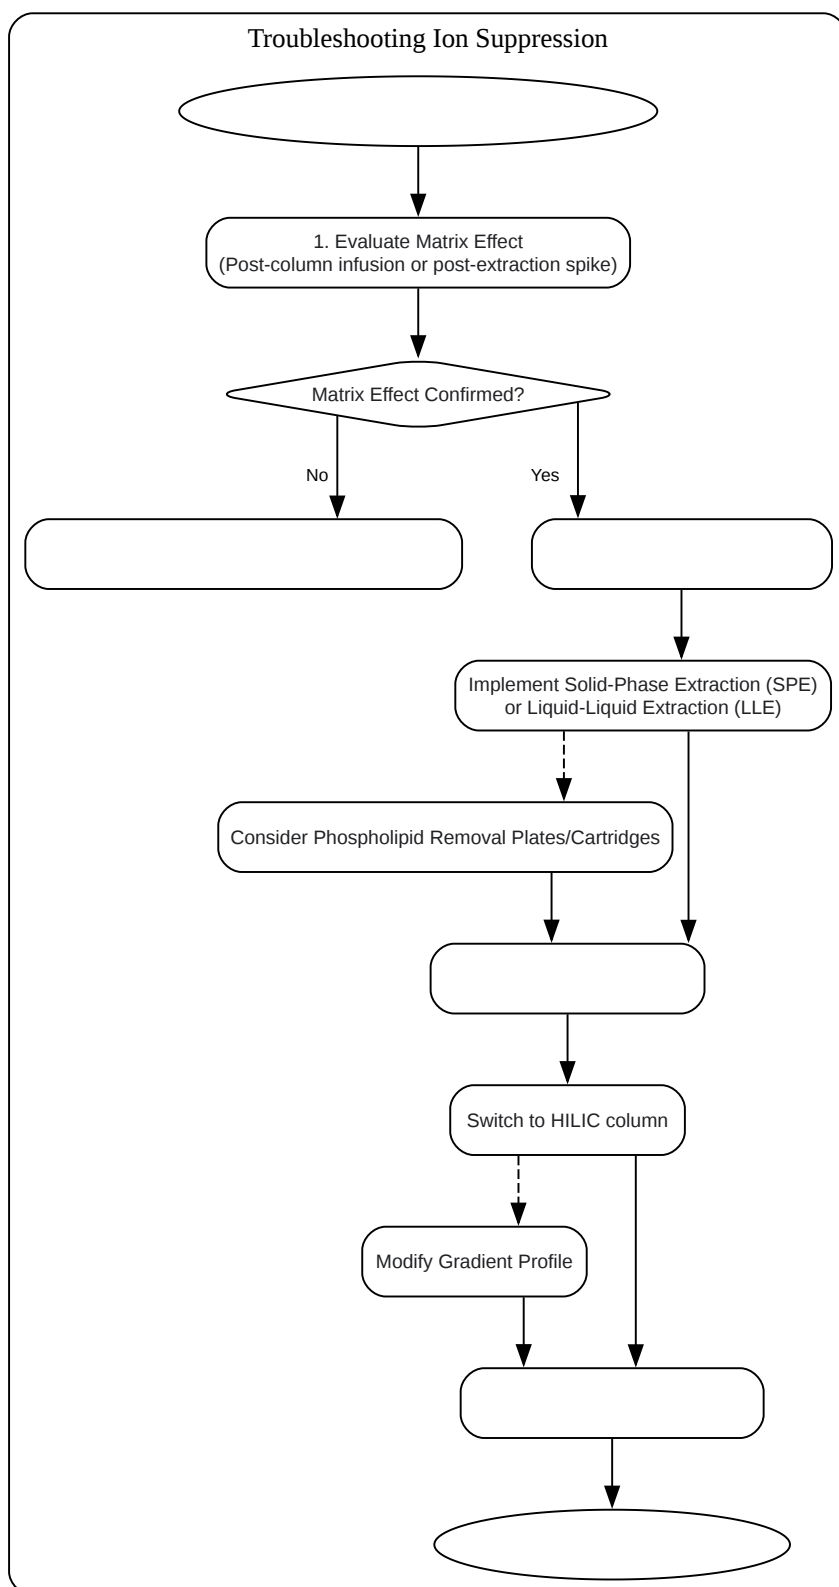 Troubleshooting Ion Suppression
1. Evaluate Matrix Effect
(Post-column infusion or post-extraction spike)
Matrix Effect Confirmed?
No
Yes
Implement Solid-Phase Extraction (SPE)
or Liquid-Liquid Extraction (LLE)
Consider Phospholipid Removal Plates/Cartridges
Switch to HILIC column
Modify Gradient Profile